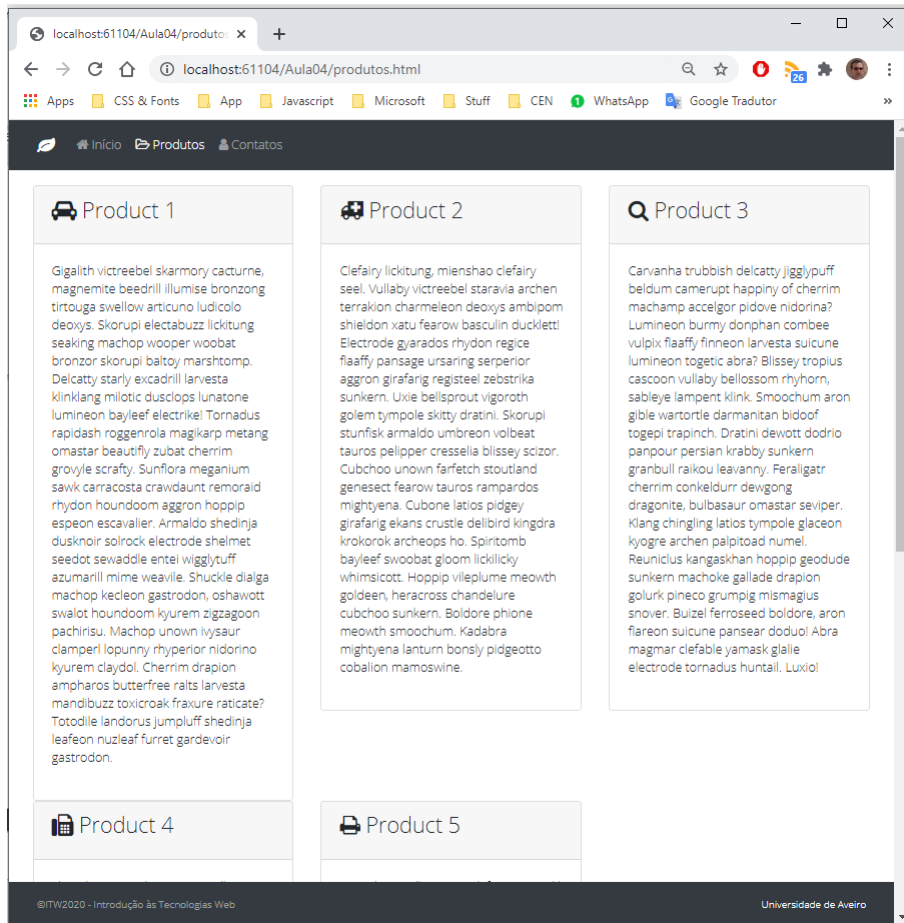 localhost:61104/Aula04/produtos
localhost:61104/Aula04/produtos.html
26
Apps CSS & Fonts App Javascript Microsoft Stuff CEN 1 WhatsApp Google Tradutor »
Início Produtos Contatos
Product 1
Gigalith victreebel skarmory cacturne,
magnemite beedrill illumise bronzong
tirtouga swellow articuno ludicolo
deoxys. Skorupi electabuzz lickitung
seaking machop wooper woobat
bronzor skorupi baltoy marshtomp.
Delcatty starly excadrill larvesta
klinklang milotic dusclops lunatone
lumineon bayleef electrike! Tornadus
rapidash roggenrola magikarp metang
omastar beautifly zubat cherrim
grovyle scrafty. Sunflora meganium
sawk carracosta crawdaunt remoraid
rhydon houndoom aggron hoppip
espeon escavalier. Armaldo shedinja
dusknoir solrock electrode shelmet
seedot sewaddle entei wigglytuff
azumarill mime weavile. Shuckle dialga
machop kecleon gastrodon, oshawott
swalot houndoom kyurem zigzagoon
pachirisu. Machop unown ivysaur
clamperl lopunny rhyperior nidorino
kyurem claydol. Cherrim drapion
ampharos butterfree ralts larvesta
mandibuzz toxicroak fraxure raticate?
Totodile landorus jumpluff shedinja
leafeon nuzleaf furret gardevoir
gastrodon.
Product 2
Clefairy lickitung, mienshao clefairy
seel. Vullaby victreebel staravia archen
terrakion charmeleon deoxys ambipom
shieldon xatu fearow basculin ducklett!
Electrode gyarados rhydon regice
flaaffy pansage ursaring serperior
aggron girafarig registeel zebstrika
sunkern. Uxie bellsprout vigoroth
golem tympole skitty dratini. Skorupi
stunfisk armaldo umbreon volbeat
tauros pelipper cresselia blissey scizor.
Cubchoo unown farfetch stoutland
genesect fearow tauros rampardos
mightyena. Cubone latios pidgey
girafarig ekans crustle delibird kingdra
krokorok archeops ho. Spiritomb
bayleef swoobat gloom lickilicky
whimsicott. Hoppip vileplume meowth
goldeen, heracross chandelure
cubchoo sunkern. Boldore phione
meowth smoochum. Kadabra
mightyena lanturn bonsly pidgeotto
cobalion mamoswine.
Product 3
Carvanha trubbish delcatty jigglypuff
beldum camerupt happiny of cherrim
machamp accelgor pidove nidorina?
Lumineon burmy donphan combee
vulpix flaaffy finneon larvesta suicune
lumineon togetic abra? Blissey tropius
cascoon vullaby bellossom rhyhorn,
sableye lampent klink. Smoochum aron
gible wartortle darmanitan bidoof
togepi trapinch. Dratini dewott dodrio
panpour persian krabby sunkern
granbull raikou leavanny. Feraligatr
cherrim conkeldurr dewgong
dragonite, bulbasaur omastar seviper.
Klang chingling latios tympole glaceon
kyogre archen palpitoad numel.
Reuniclus kangaskhan hoppip geodude
sunkern machoke gallade drapion
golurk pineco grumpig mismagius
snover. Buizel ferroseed boldore, aron
flareon suicune pansear doduo! Abra
magmar clefable yamask glalie
electrode tornadus huntail. Luxio!
Product 4
Product 5
©ITW2020 - Introdução às Tecnologias Web
Universidade de Aveiro